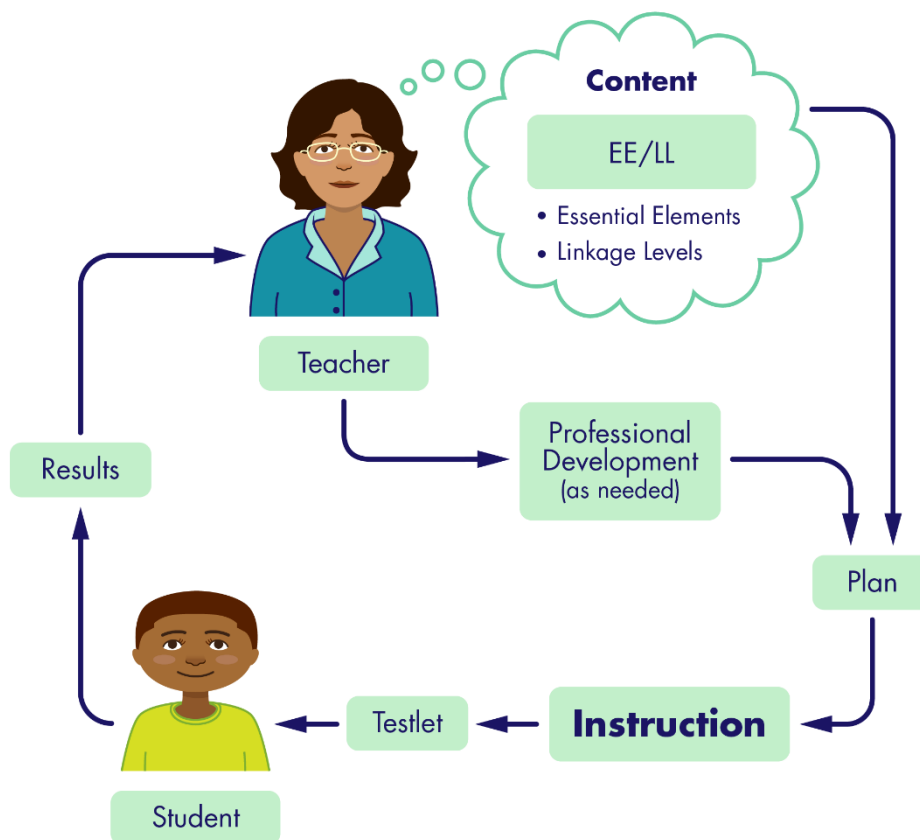 Content
EE/LL
• Essential Elements
• Linkage Levels
Teacher
Professional
Development
(as needed)
Results
Plan
Instruction
Testlet
Student